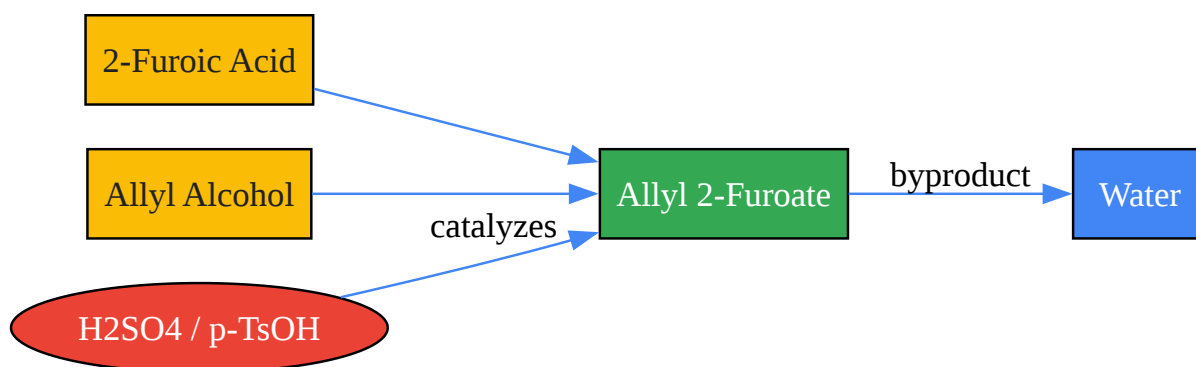 2-Furoic Acid
Allyl Alcohol
catalyzes
H2SO4 / p-TsOH
Allyl 2-Furoate
byproduct
Water